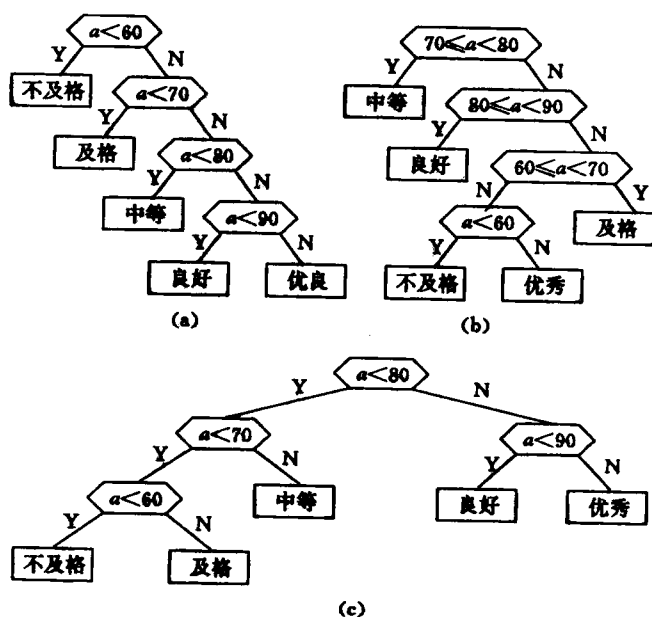 a<60
Y
N
不及格
a<70
Y
N
及格
a<80
Y
N
中等
a<90
Y
N
良好
优良
(a)
70≤a<80
Y
N
中等
80≤a<90
Y
N
良好
60≤a<70
N
Y
a<60
及格
Y
N
不及格
优秀
(b)
a<80
Y
N
a<70
a<90
Y
N
Y
N
a<60
中等
良好
优秀
Y
N
不及格
及格
(c)